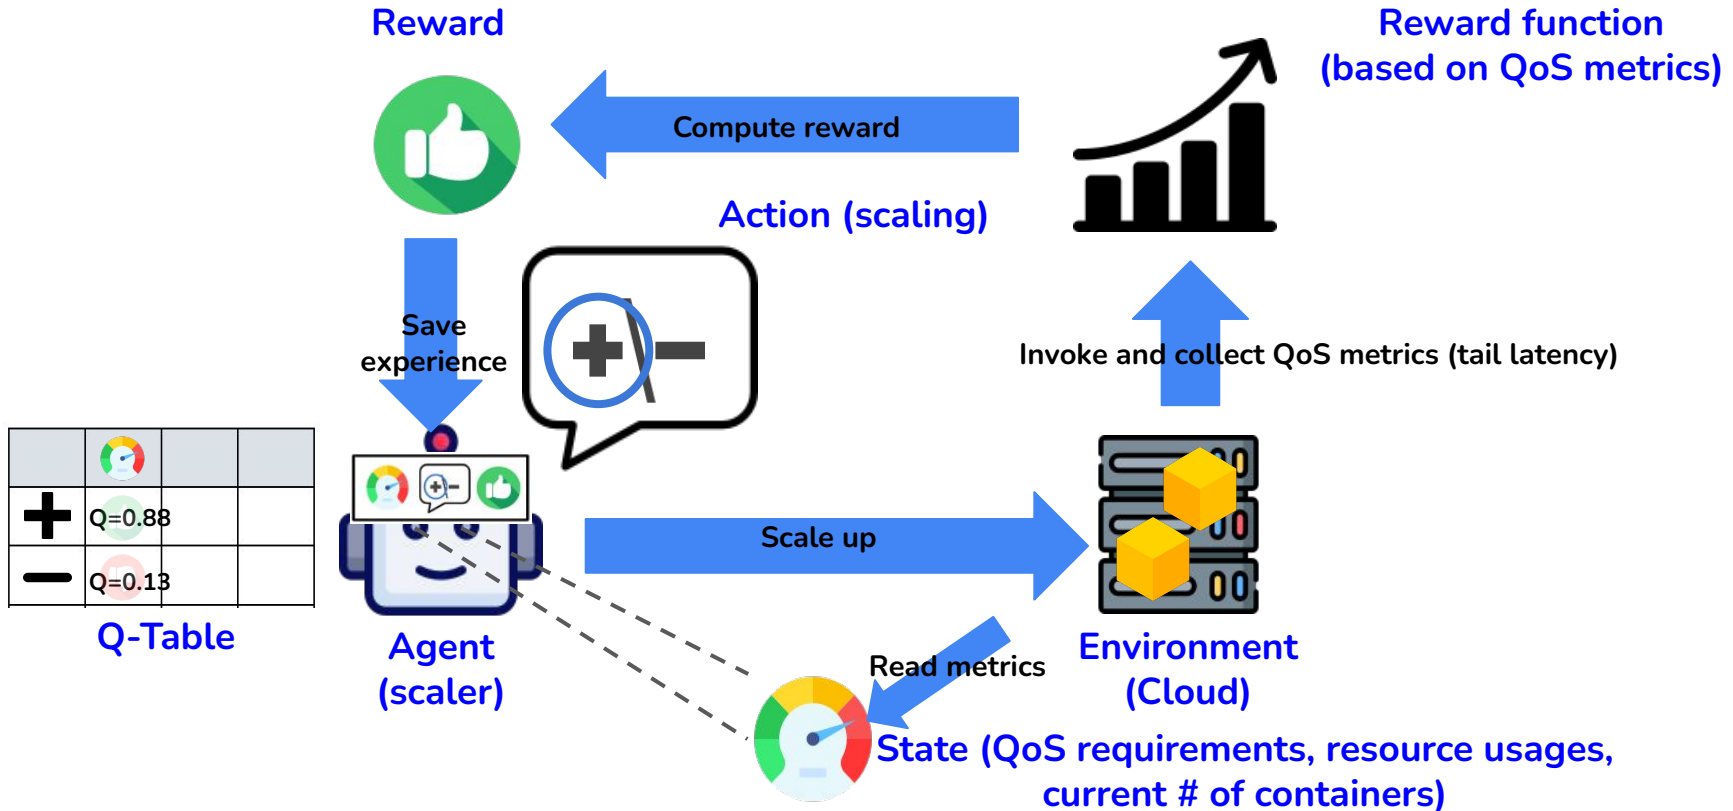 Reward
Reward function
(based on QoS metrics)
Compute reward
Action (scaling)
Save
experience
Invoke and collect QoS metrics (tail latency)
Q=0.88
Q=0.13
Q-Table
Scale up
Agent
(scaler)
Environment
(Cloud)
Read metrics
State (QoS requirements, resource usages,
current # of containers)